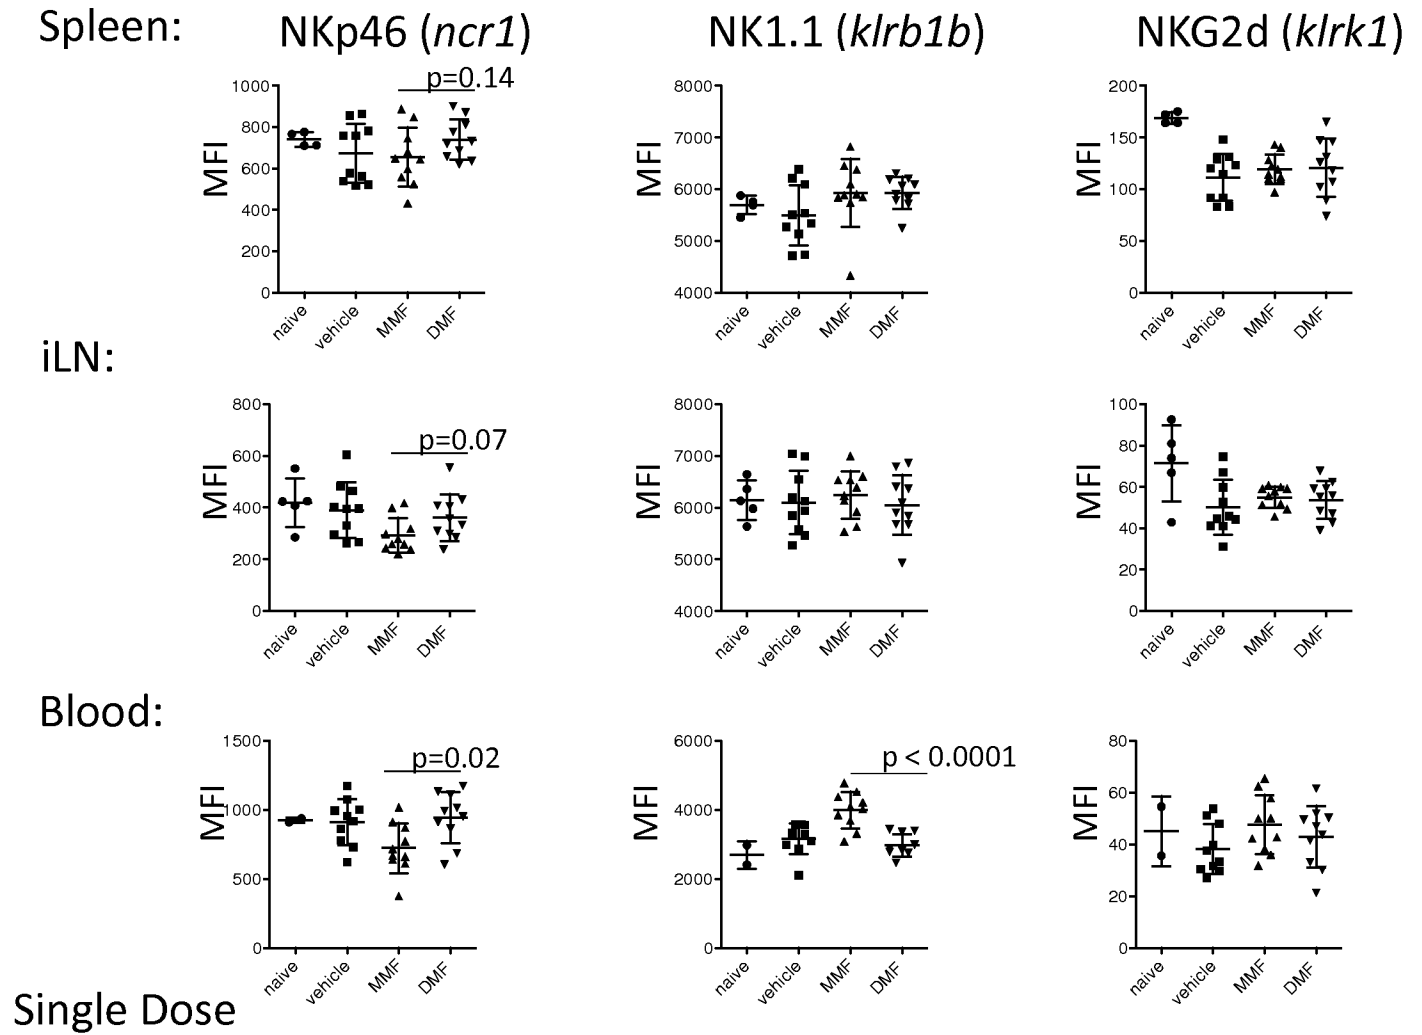 Spleen: NKp46 (ncr1) NK1.1 (klrb1b) NKG2d (klrk1)
p=0.14
MFI
1000
800
600
400
200
0
naive vehicle MMF DMF
MFI
8000
7000
6000
5000
4000
naive vehicle MMF DMF
MFI
200
150
100
50
0
naive vehicle MMF DMF
iLN:
p=0.07
MFI
800
600
400
200
0
naive vehicle MMF DMF
MFI
8000
7000
6000
5000
4000
naive vehicle MMF DMF
MFI
100
80
60
40
20
0
naive vehicle MMF DMF
Blood:
p=0.02
MFI
1500
1000
500
0
naive vehicle MMF DMF
p < 0.0001
MFI
6000
4000
2000
0
naive vehicle MMF DMF
MFI
80
60
40
20
0
naive vehicle MMF DMF
Single Dose